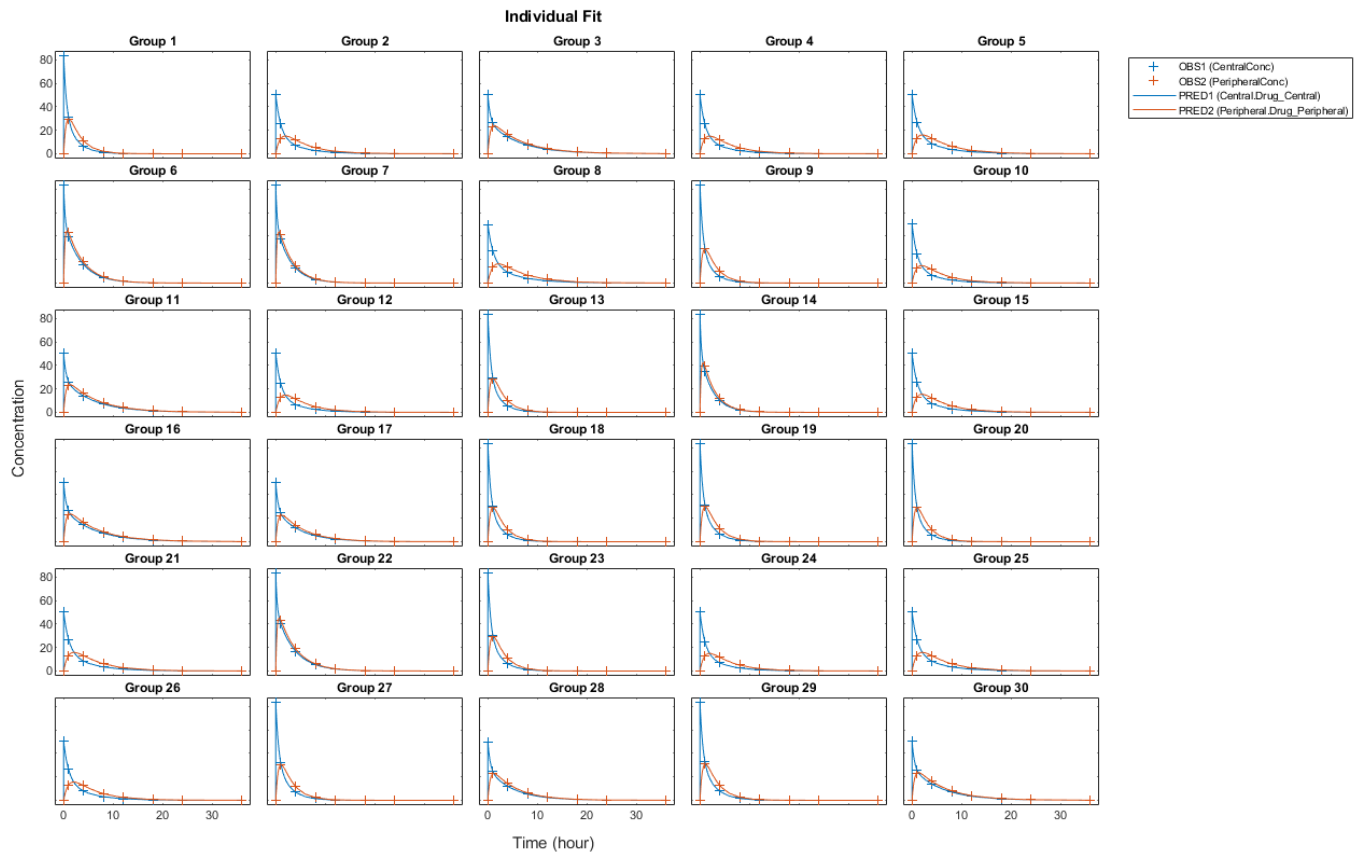 Individual Fit
Group 1 Group 2 Group 3 Group 4 Group 5
80
60
40
20
0
OBS1 (CentralConc)
OBS2 (PeripheralConc)
PRED1 (Central.Drug_Central)
PRED2 (Peripheral.Drug_Peripheral)
Group 6 Group 7 Group 8 Group 9 Group 10
Group 11 Group 12 Group 13 Group 14 Group 15
80
60
40
20
0
Concentration
Group 16 Group 17 Group 18 Group 19 Group 20
Group 21 Group 22 Group 23 Group 24 Group 25
80
60
40
20
0
Group 26 Group 27 Group 28 Group 29 Group 30
0 10 20 30 0 10 20 30 0 10 20 30
Time (hour)